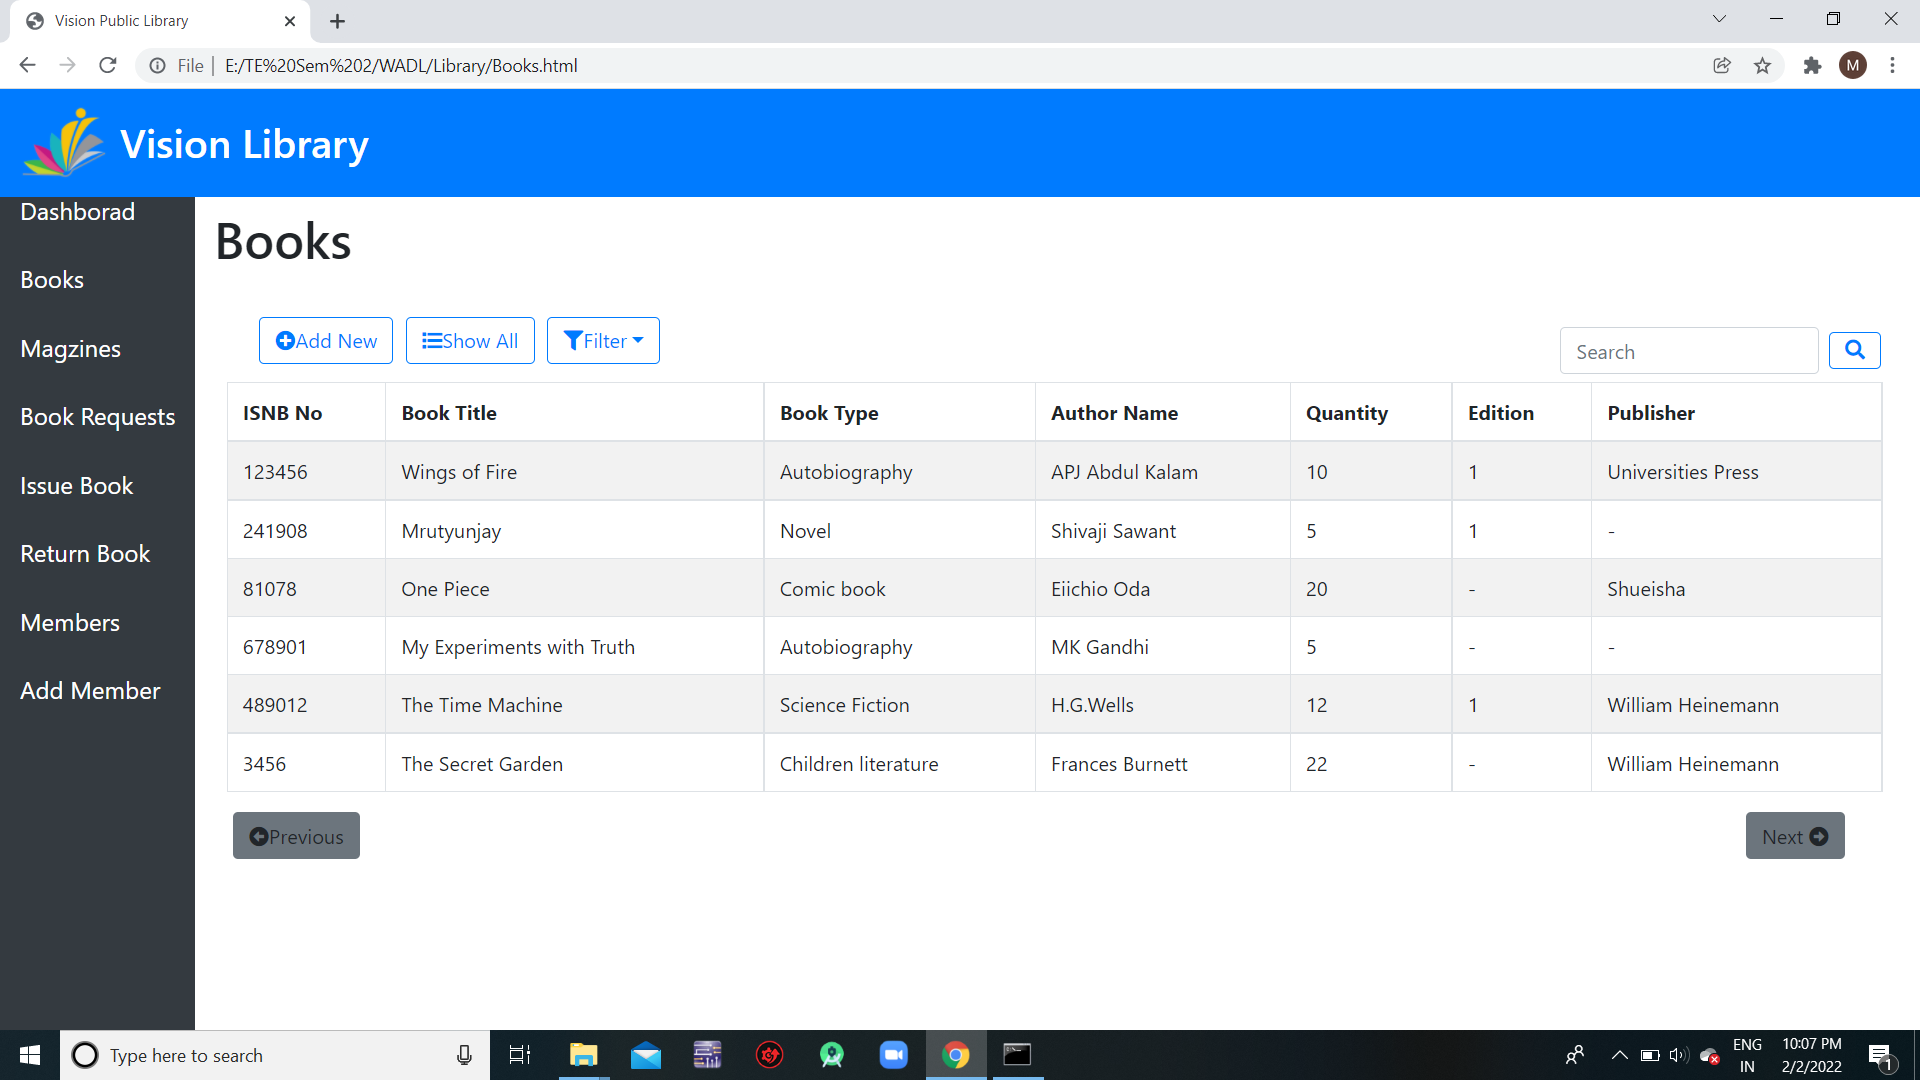 Vision Public Library
File | E:/TE%20Sem%202/WADL/Library/Books.html
M
Vision Library
Dashborad
Books
Magzines
Book Requests
Issue Book
Return Book
Members
Add Member
Books
Add New Show All Filter
Search
ISNB No Book Title Book Type Author Name Quantity Edition Publisher
123456 Wings of Fire Autobiography APJ Abdul Kalam 10 1 Universities Press
241908 Mrutyunjay Novel Shivaji Sawant 5 1 -
81078 One Piece Comic book Eiichio Oda 20 - Shueisha
678901 My Experiments with Truth Autobiography MK Gandhi 5 - -
489012 The Time Machine Science Fiction H.G.Wells 12 1 William Heinemann
3456 The Secret Garden Children literature Frances Burnett 22 - William Heinemann
Previous Next
Type here to search
ENG 10:07 PM
IN 2/2/2022 1